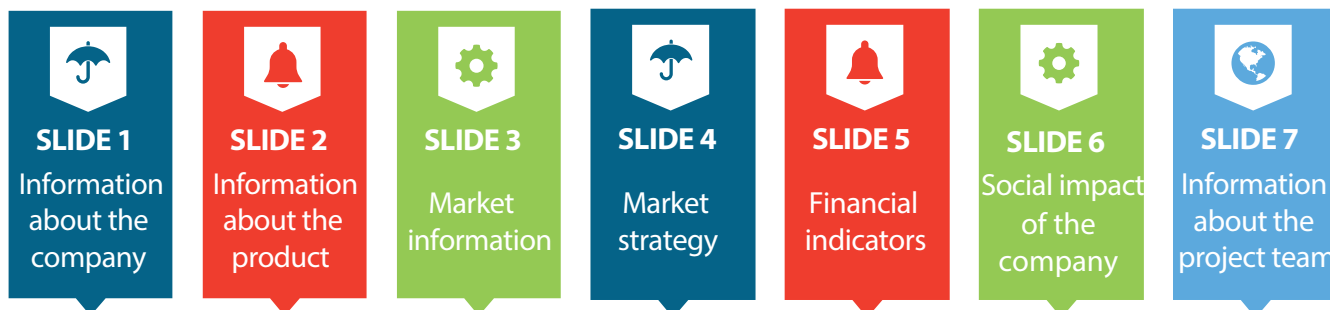 SLIDE 1
Information
about the
company
SLIDE 2
Information
about the
product
SLIDE 3
Market
information
SLIDE 4
Market
strategy
SLIDE 5
Financial
indicators
SLIDE 6
Social impact
of the
company
SLIDE 7
Information
about the
project team